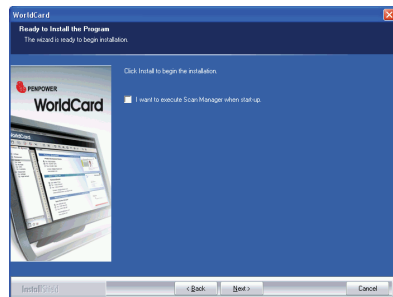 WorldCard
Ready to Install the Program
The wizard is ready to begin installation.
Click Install to begin the installation.
I want to execute Scan Manager when start-up.
PENPOWER
WorldCard
InstallShield
< Back
Next >
Cancel